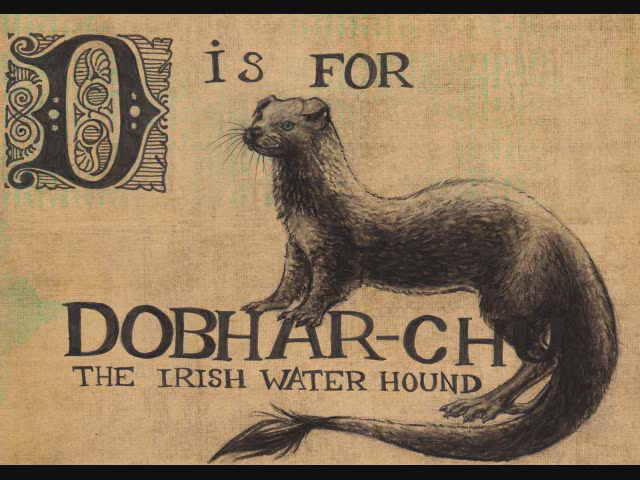 D iS FOR
DOBHAR-CHU
THE IRISH WATER HOUND